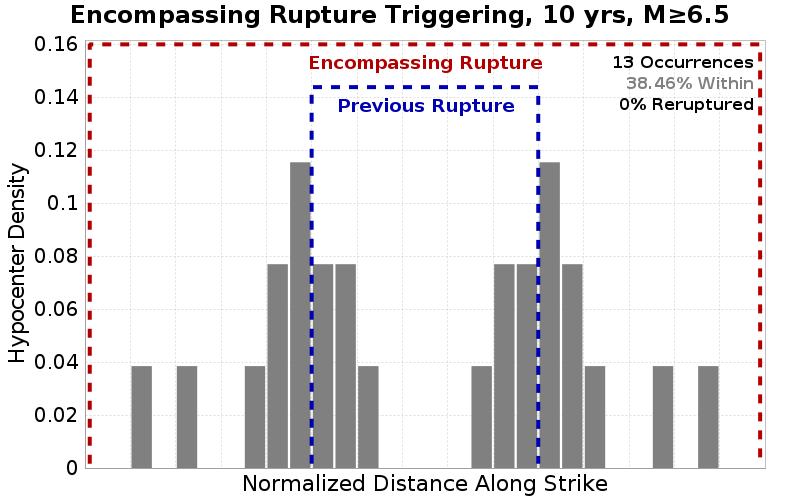 Encompassing Rupture Triggering, 10 yrs, M≥6.5
0.16
Encompassing Rupture
13 Occurrences
38.46% Within
0.14
Previous Rupture
0% Reruptured
0.12
0.1
0.08
0.06
0.04
0.02
0
Hypocenter Density
Normalized Distance Along Strike